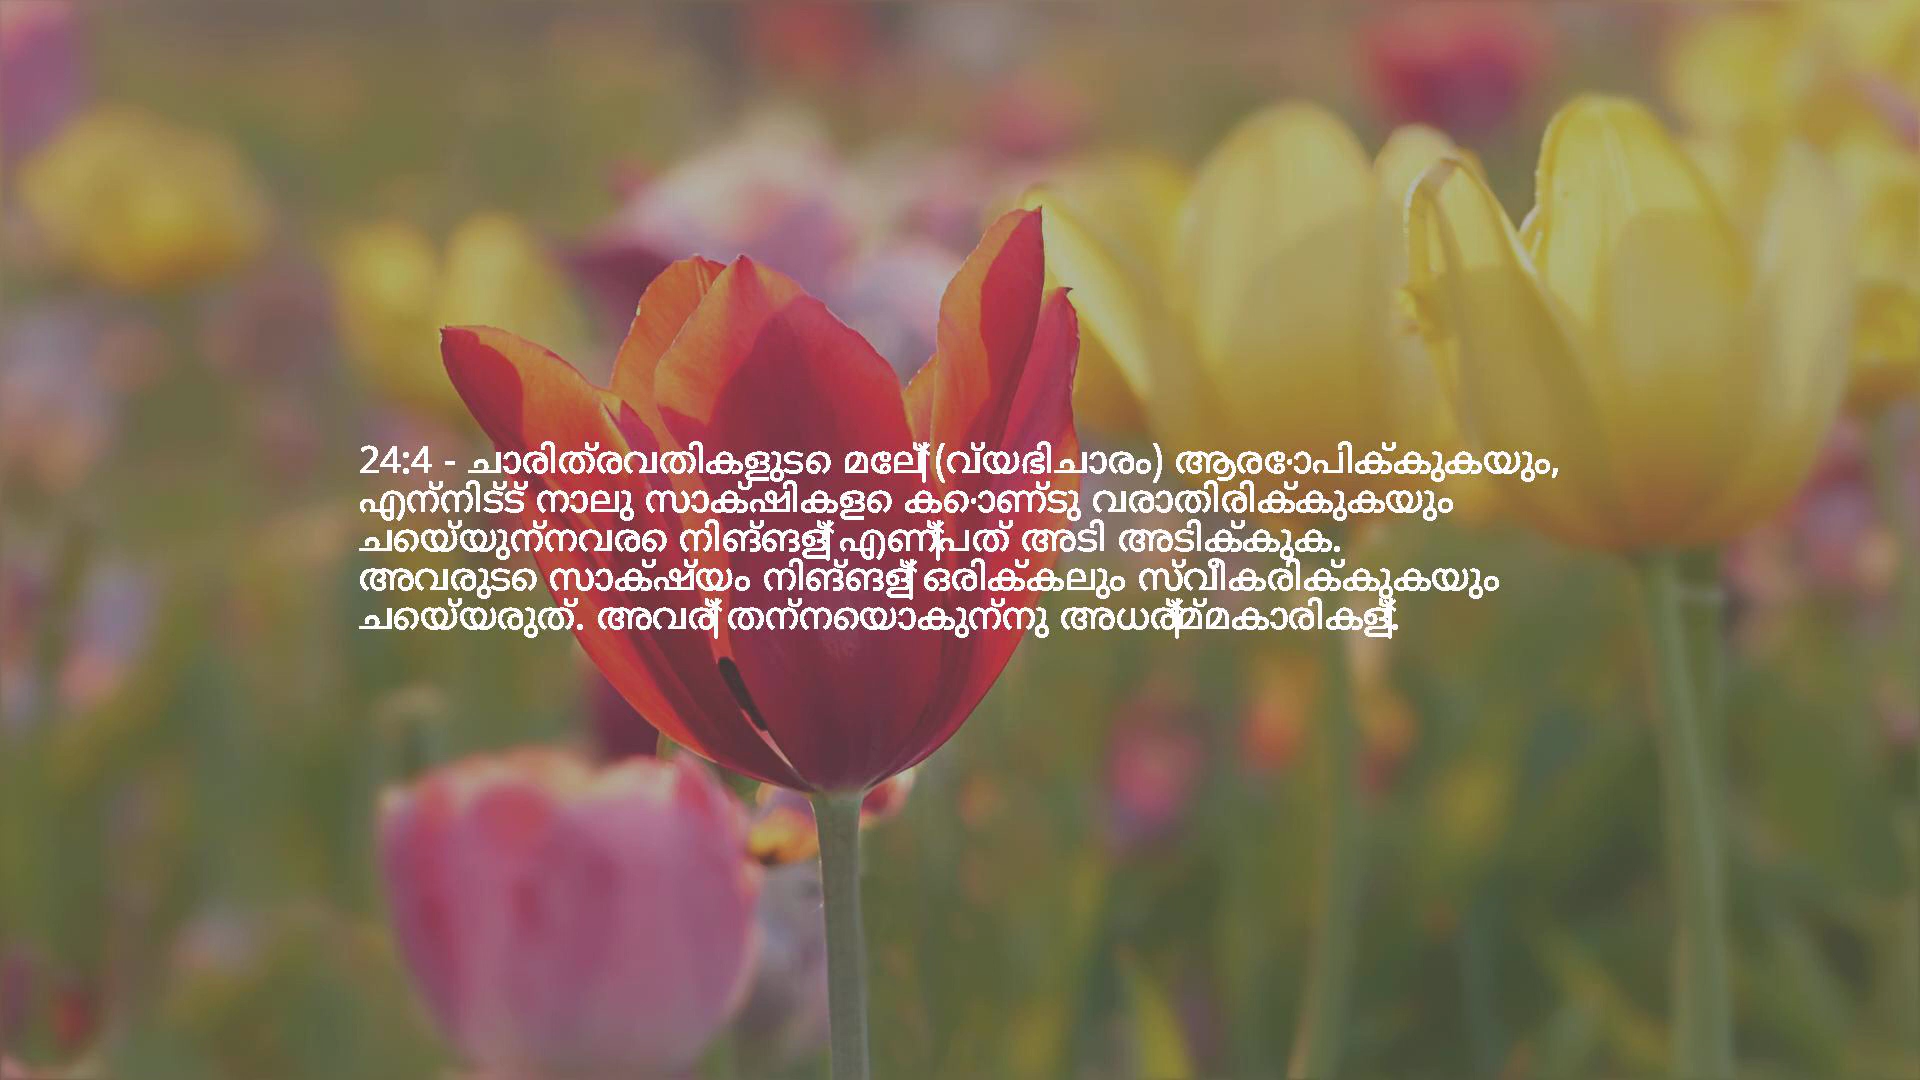 24:4 - ചാരിത്രവതികളുടെ മേല്‍ (വ്യഭിചാരം) ആരോപിക്കുകയും,
എന്നിട്ട് നാലു സാക്ഷികളെ കൊണ്ടു വരാതിരിക്കുകയും
ചെയ്യുന്നവരെ നിങ്ങള്‍ എണ്‍പത് അടി അടിക്കുക.
അവരുടെ സാക്ഷ്യം നിങ്ങള്‍ ഒരിക്കലും സ്വീകരിക്കുകയും
ചെയ്യരുത്. അവര്‍ തന്നെയാകുന്നു അധര്‍മ്മകാരികള്‍.